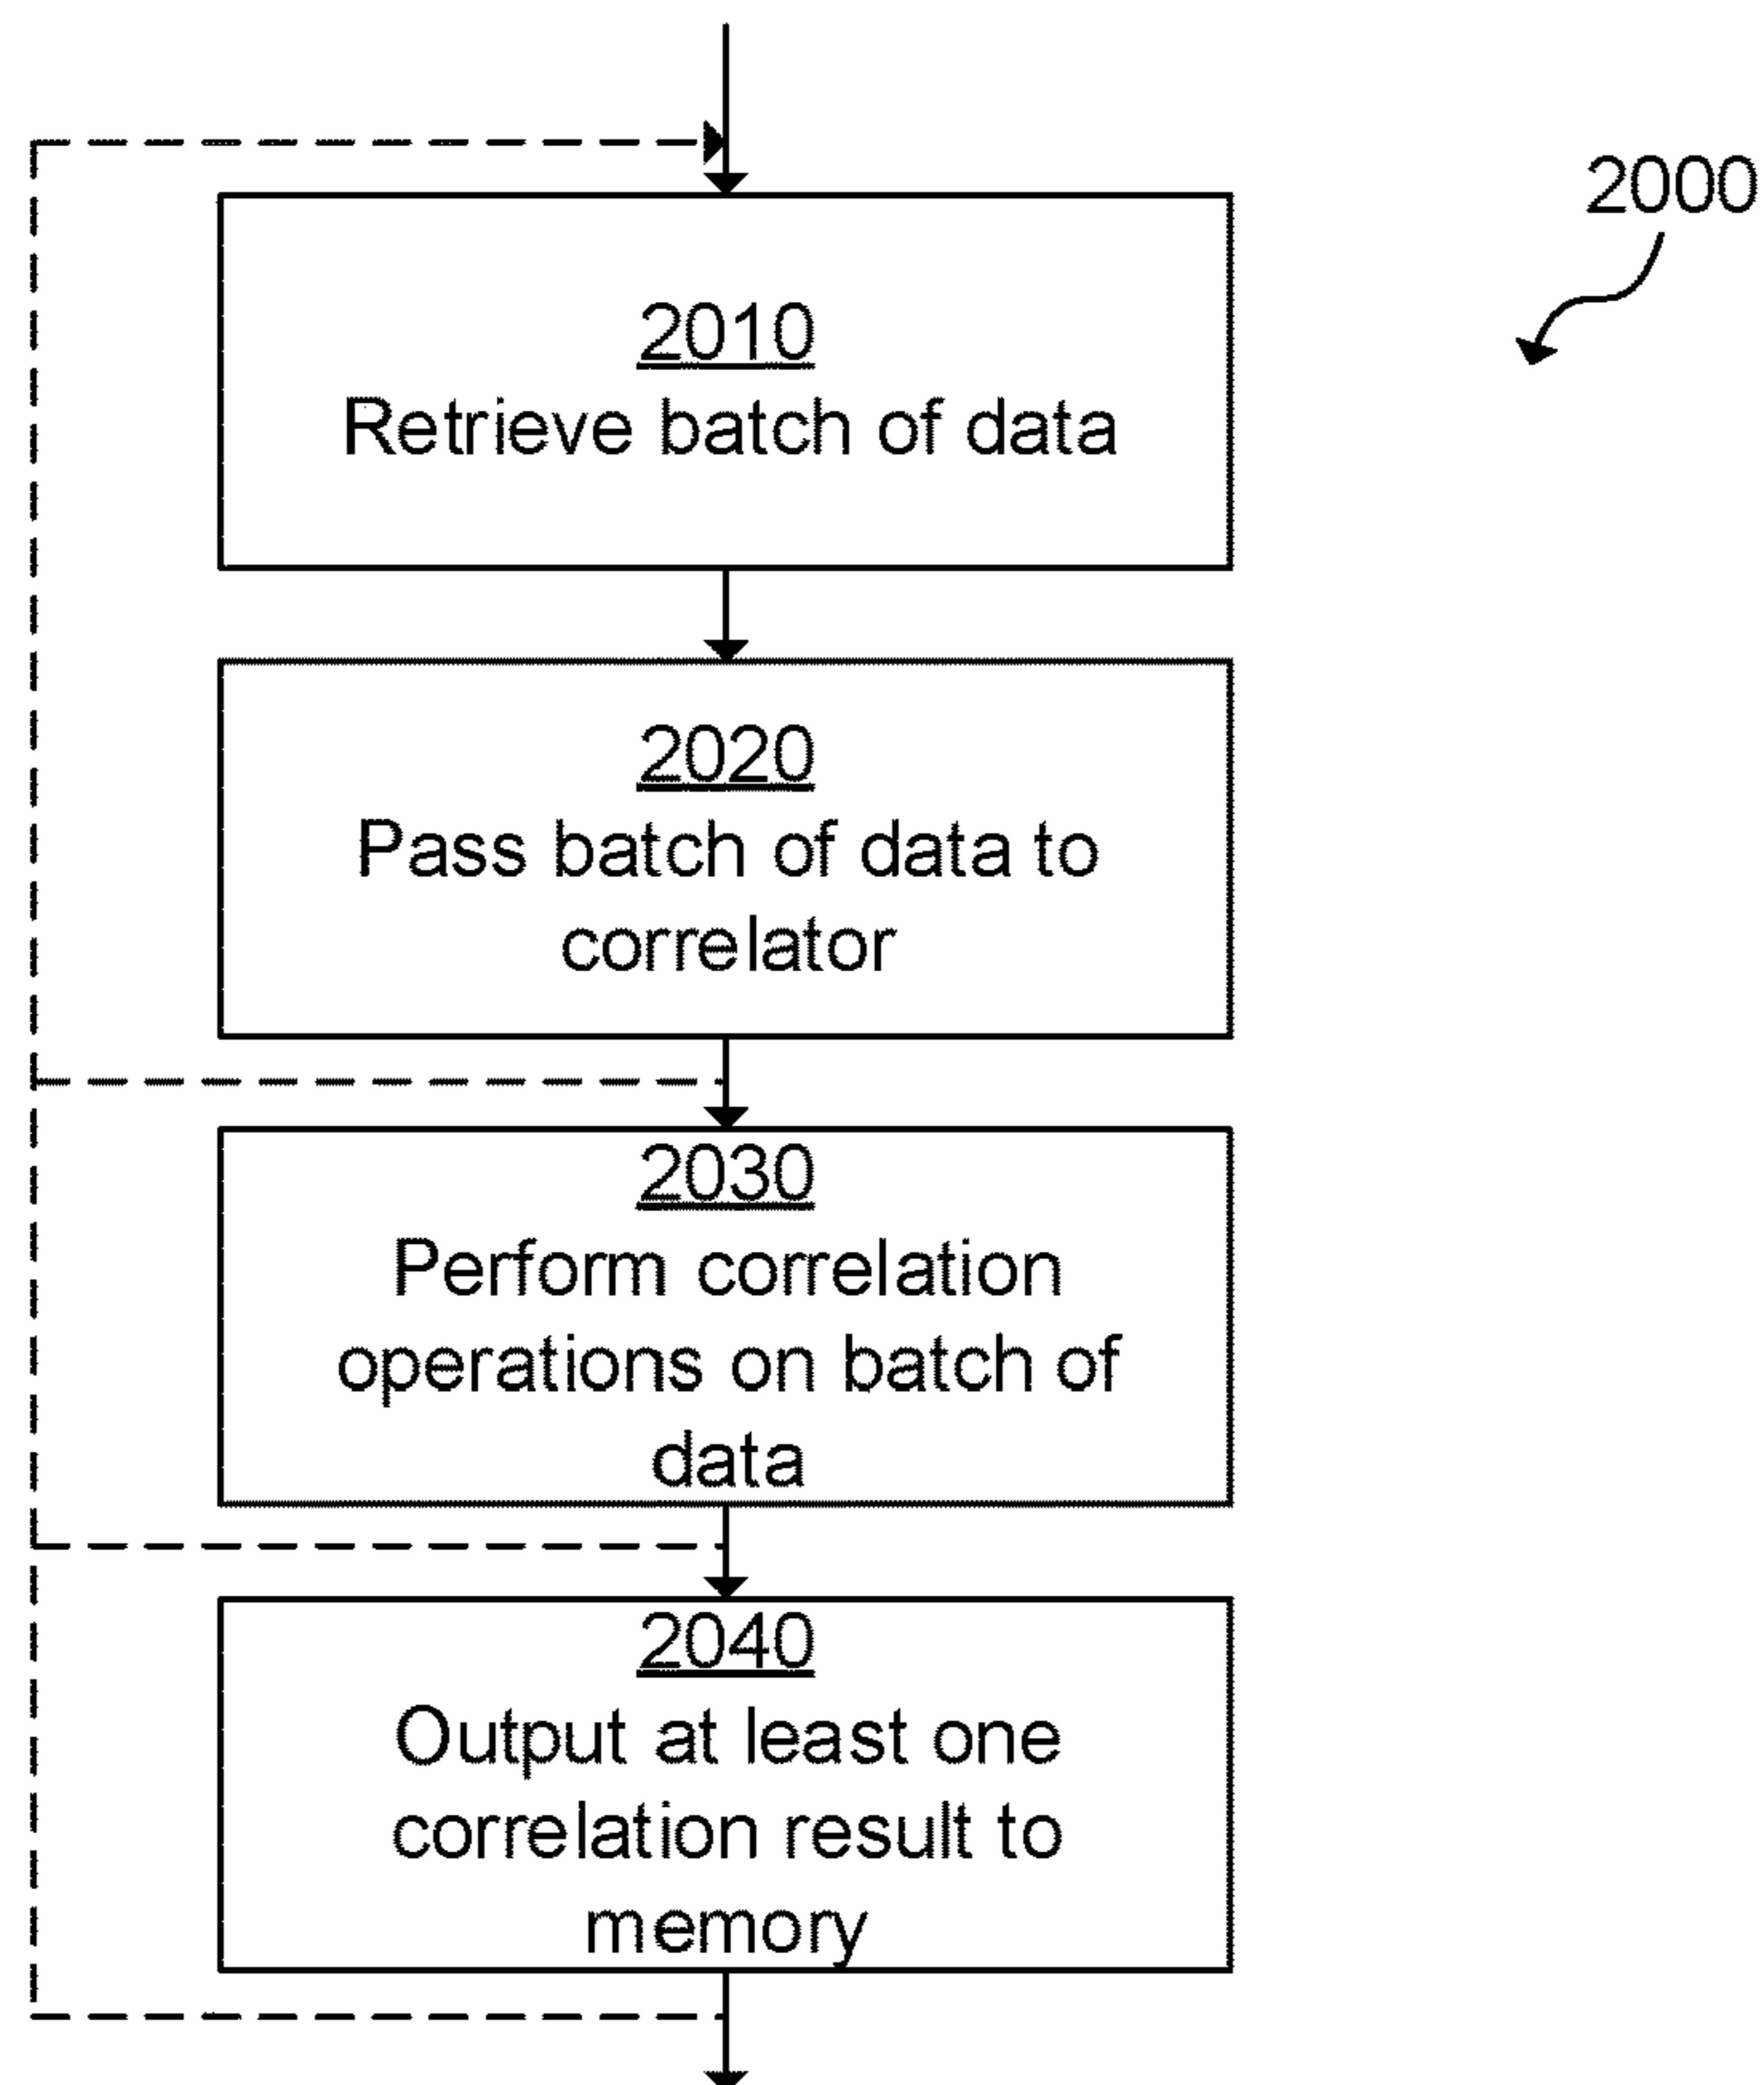 2000
2010
Retrieve batch of data
2020
Pass batch of data to
correlator
2030
Perform correlation
operations on batch of
data
2040
Output at least one
correlation result to
memory